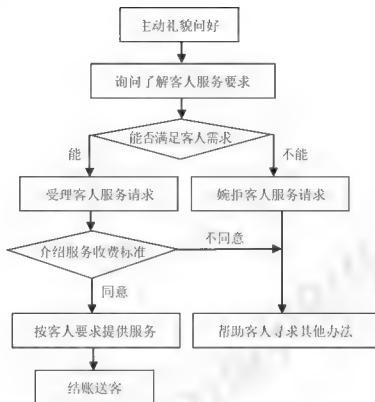 主动礼貌问好
询问了解客人服务要求
能否满足客人需求
能
不能
受理客人服务请求
婉拒客人服务请求
介绍服务收费标准
不同意
同意
按客人要求提供服务
帮助客人寻求其他办法
结账送客